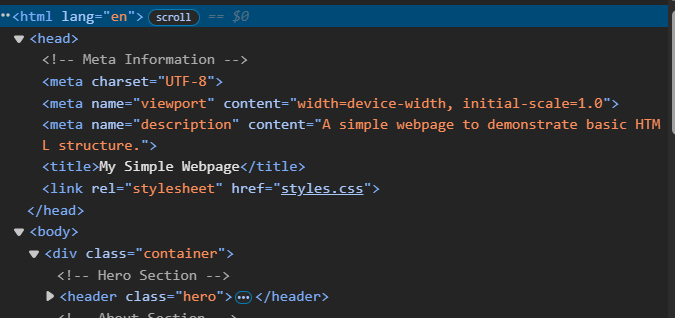 <html lang="en"> scroll == $0
<head>
<!-- Meta Information -->
<meta charset="UTF-8">
<meta name="viewport" content="width=device-width, initial-scale=1.0">
<meta name="description" content="A simple webpage to demonstrate basic HTM
L structure.">
<title>My Simple Webpage</title>
<link rel="stylesheet" href="styles.css">
</head>
<body>
<div class="container">
<!-- Hero Section -->
<header class="hero">…</header>
<!-- About Section -->